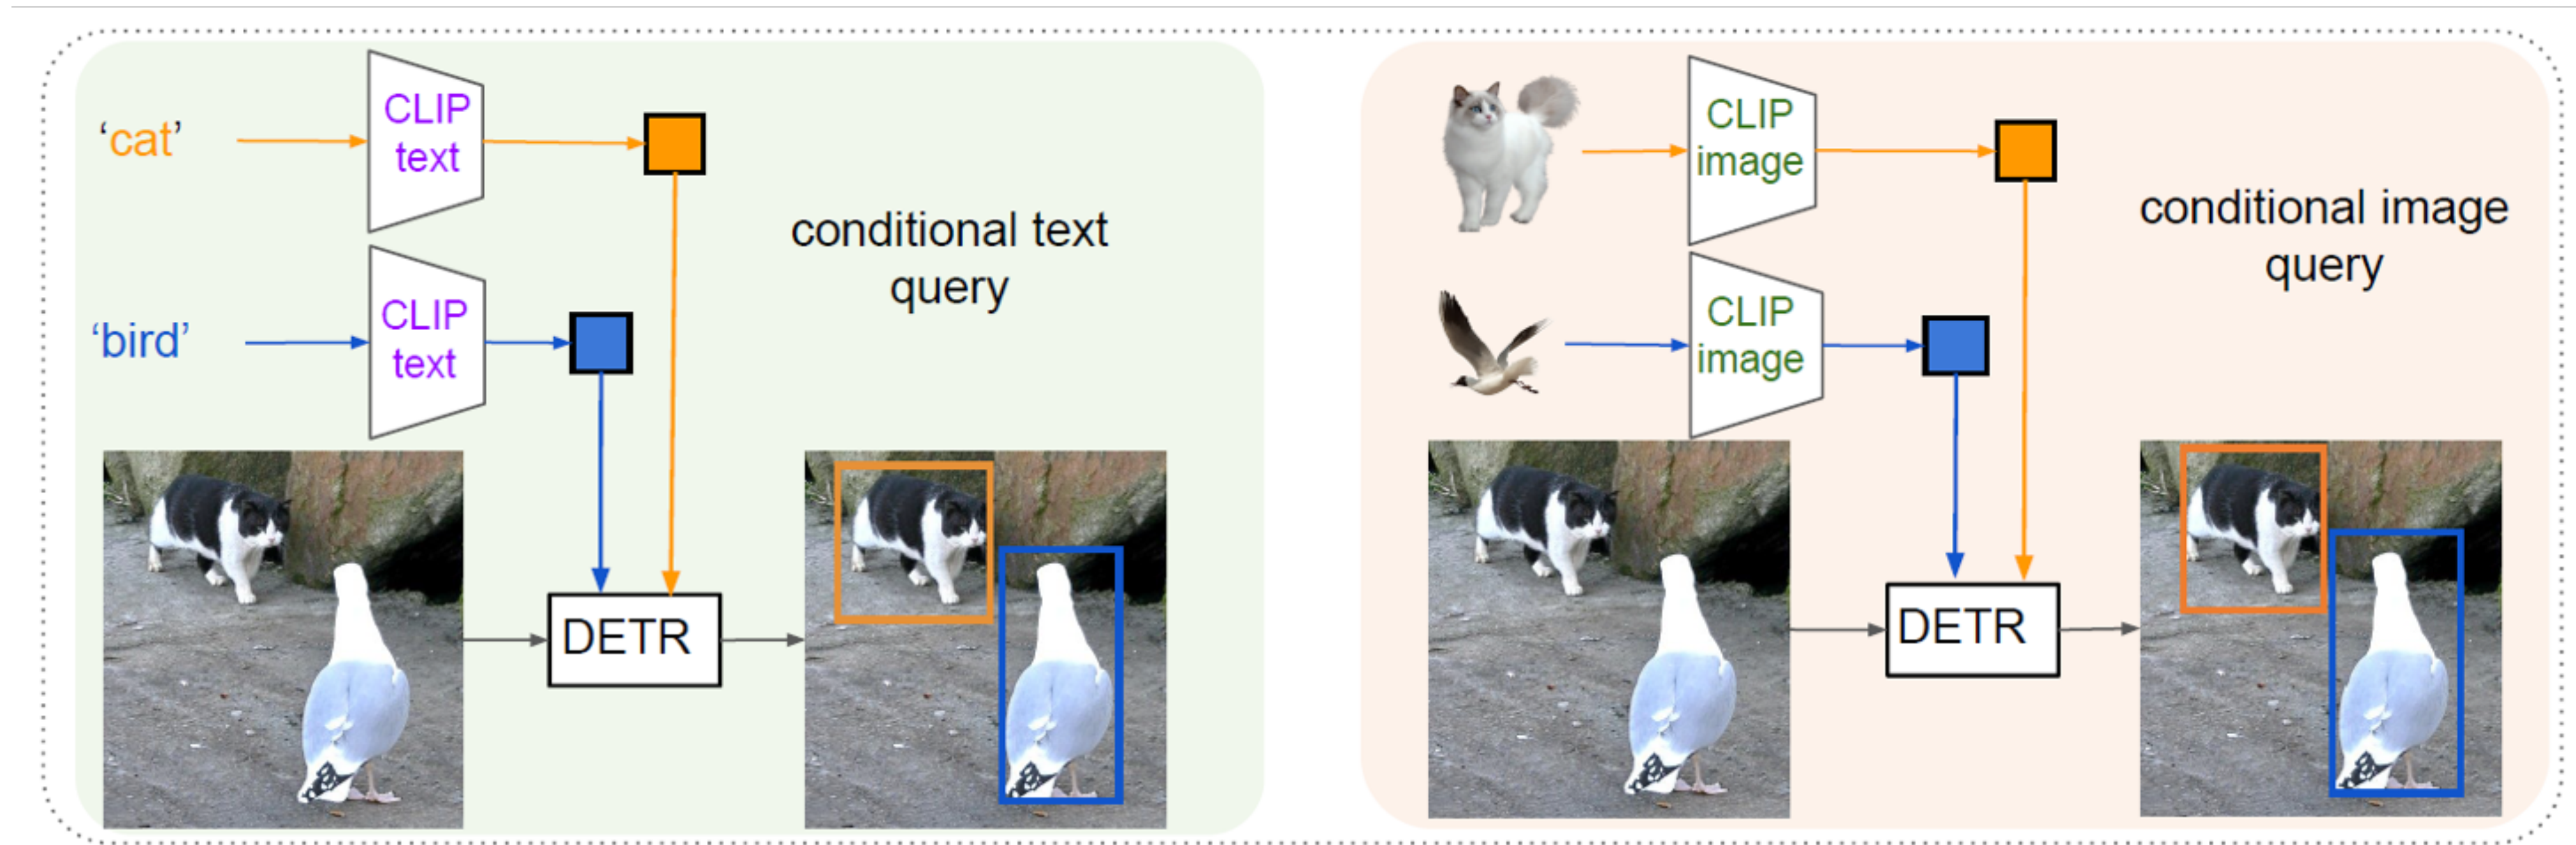 ‘cat’
CLIP
text
conditional text
query
‘bird’
CLIP
text
DETR
CLIP
image
conditional image
query
CLIP
image
DETR